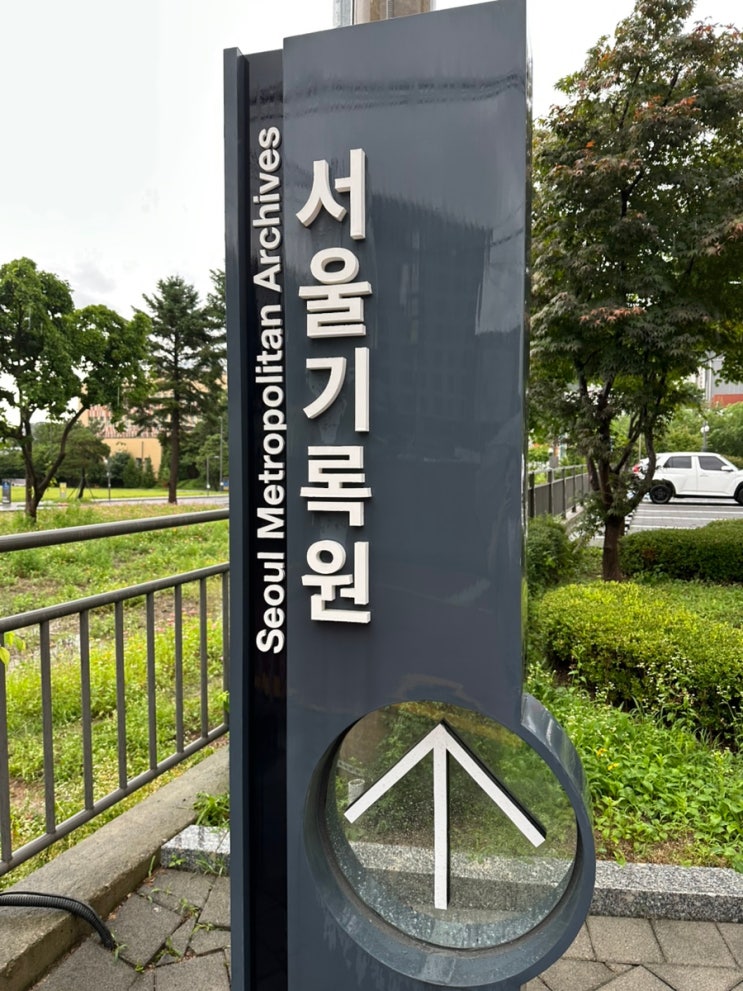 서울기록원
Seoul Metropolitan Archives